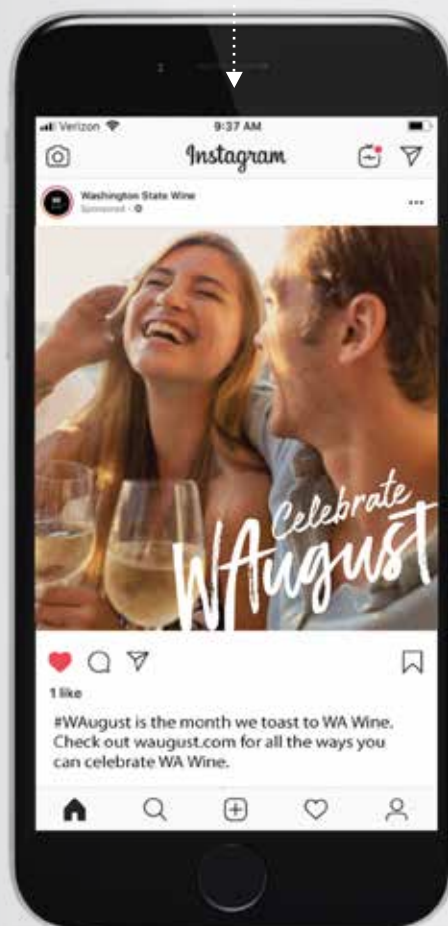 Verizon
9:37 AM
Instagram
Washington State Wine
Sponsored
Celebrate
WAugust
1 like
#WAugust is the month we toast to WA Wine.
Check out waugust.com for all the ways you
can celebrate WA Wine.